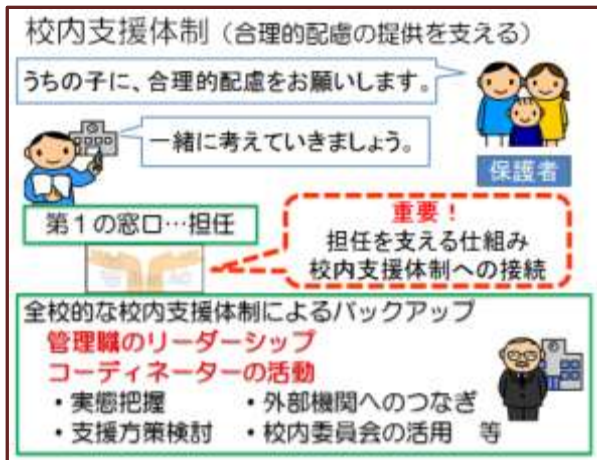 校内支援体制（合理的配慮の提供を支える）
うちの子に、合理的配慮をお願いします。
一緒に考えていきましょう。
保護者
第１の窓口…担任
重要！
担任を支える仕組み
校内支援体制への接続
全校的な校内支援体制によるバックアップ
管理職のリーダーシップ
コーディネーターの活動
・実態把握　　・外部機関へのつなぎ
・支援方策検討　・校内委員会の活用　等